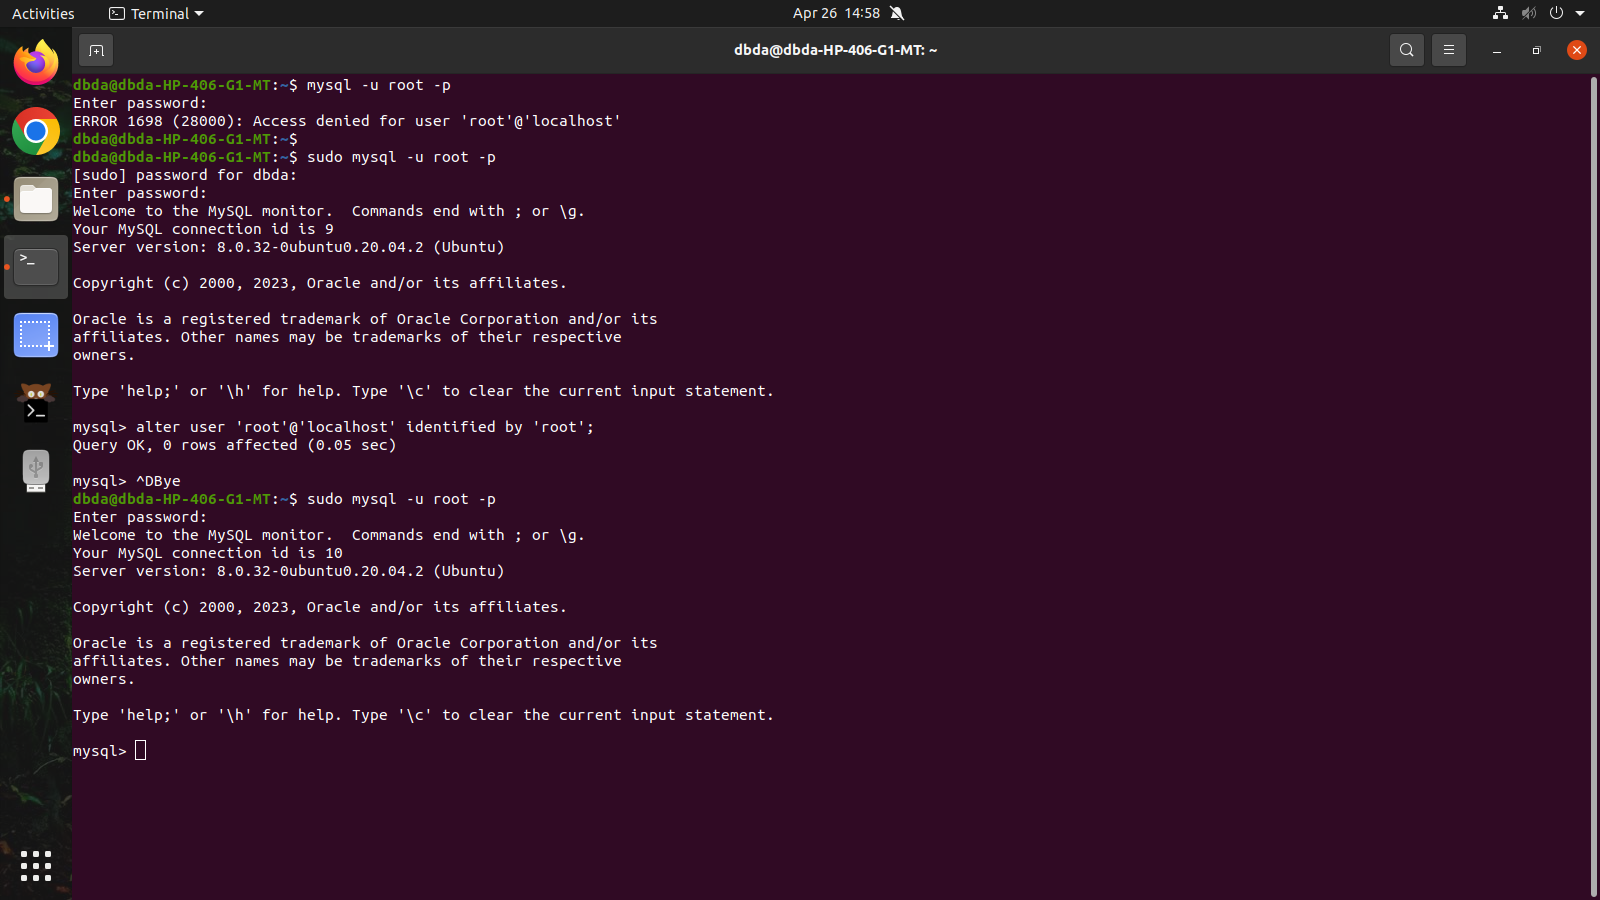 Activities Terminal Apr 26 14:58
dbda@dbda-HP-406-G1-MT: ~
dbda@dbda-HP-406-G1-MT:~$ mysql -u root -p
Enter password:
ERROR 1698 (28000): Access denied for user 'root'@'localhost'
dbda@dbda-HP-406-G1-MT:~$
dbda@dbda-HP-406-G1-MT:~$ sudo mysql -u root -p
[sudo] password for dbda:
Enter password:
Welcome to the MySQL monitor.  Commands end with ; or \g.
Your MySQL connection id is 9
Server version: 8.0.32-0ubuntu0.20.04.2 (Ubuntu)
Copyright (c) 2000, 2023, Oracle and/or its affiliates.
Oracle is a registered trademark of Oracle Corporation and/or its
affiliates. Other names may be trademarks of their respective
owners.
Type 'help;' or '\h' for help. Type '\c' to clear the current input statement.
mysql> alter user 'root'@'localhost' identified by 'root';
Query OK, 0 rows affected (0.05 sec)
mysql> ^DBye
dbda@dbda-HP-406-G1-MT:~$ sudo mysql -u root -p
Enter password:
Welcome to the MySQL monitor.  Commands end with ; or \g.
Your MySQL connection id is 10
Server version: 8.0.32-0ubuntu0.20.04.2 (Ubuntu)
Copyright (c) 2000, 2023, Oracle and/or its affiliates.
Oracle is a registered trademark of Oracle Corporation and/or its
affiliates. Other names may be trademarks of their respective
owners.
Type 'help;' or '\h' for help. Type '\c' to clear the current input statement.
mysql>